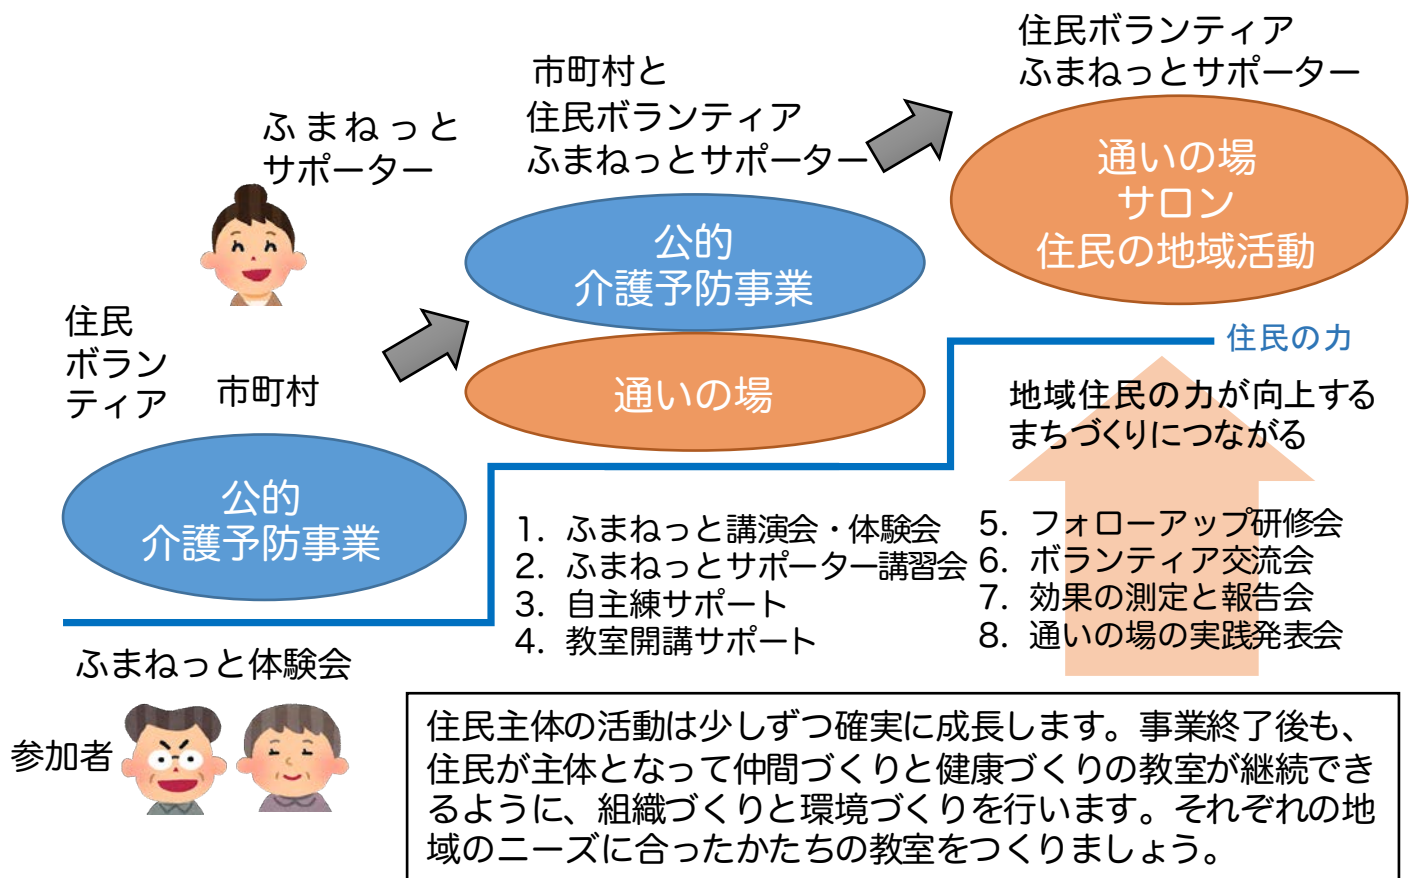 住民ボランティア
ふまねっとサポーター
通いの場
サロン
住民の地域活動
市町村と
住民ボランティア
ふまねっとサポーター
公的
介護予防事業
通いの場
ふまねっと
サポーター
住民
ボラン
ティア
市町村
公的
介護予防事業
住民の力
地域住民の力が向上する
まちづくりにつながる
1. ふまねっと講演会・体験会
2. ふまねっとサポーター講習会
3. 自主練サポート
4. 教室開講サポート
5. フォローアップ研修会
6. ボランティア交流会
7. 効果の測定と報告会
8. 通いの場の実践発表会
ふまねっと体験会
参加者
住民主体の活動は少しずつ確実に成長します。事業終了後も、
住民が主体となって仲間づくりと健康づくりの教室が継続でき
るように、組織づくりと環境づくりを行います。それぞれの地
域のニーズに合ったかたちの教室をつくりましょう。